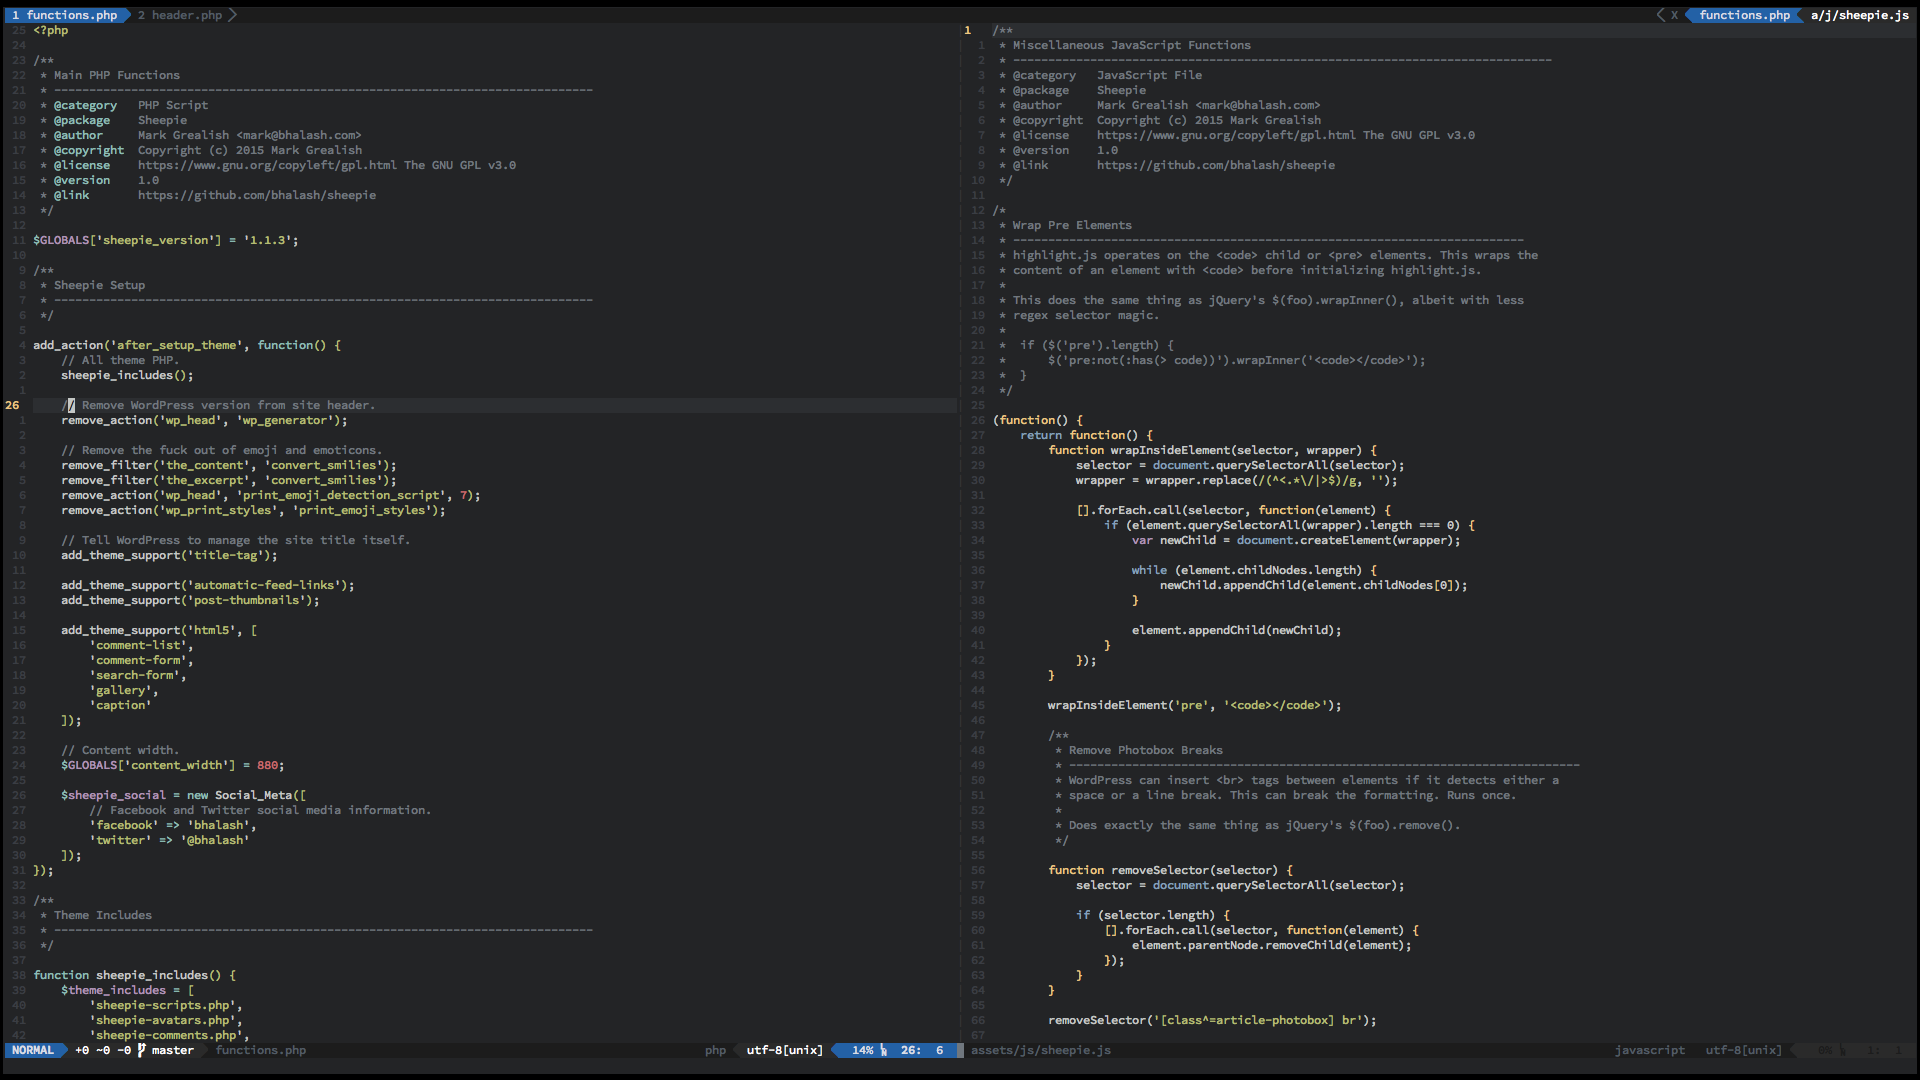 1 functions.php  2 header.php
X  functions.php  a/j/sheepie.js
25 <?php
24
23 /**
22  * Main PHP Functions
21  * -----------------------------------------------------------------------------
20  * @category   PHP Script
19  * @package    Sheepie
18  * @author     Mark Grealish <mark@bhalash.com>
17  * @copyright  Copyright (c) 2015 Mark Grealish
16  * @license    https://www.gnu.org/copyleft/gpl.html The GNU GPL v3.0
15  * @version    1.0
14  * @link       https://github.com/bhalash/sheepie
13  */
12
11 $GLOBALS['sheepie_version'] = '1.1.3';
10
9 /**
8  * Sheepie Setup
7  * -----------------------------------------------------------------------------
6  */
5
4 add_action('after_setup_theme', function() {
3     // All theme PHP.
2     sheepie_includes();
1
26     // Remove WordPress version from site header.
1     remove_action('wp_head', 'wp_generator');
2
3     // Remove the fuck out of emoji and emoticons.
4     remove_filter('the_content', 'convert_smilies');
5     remove_filter('the_excerpt', 'convert_smilies');
6     remove_action('wp_head', 'print_emoji_detection_script', 7);
7     remove_action('wp_print_styles', 'print_emoji_styles');
8
9     // Tell WordPress to manage the site title itself.
10     add_theme_support('title-tag');
11
12     add_theme_support('automatic-feed-links');
13     add_theme_support('post-thumbnails');
14
15     add_theme_support('html5', [
16         'comment-list',
17         'comment-form',
18         'search-form',
19         'gallery',
20         'caption'
21     ]);
22
23     // Content width.
24     $GLOBALS['content_width'] = 880;
25
26     $sheepie_social = new Social_Meta([
27         // Facebook and Twitter social media information.
28         'facebook' => 'bhalash',
29         'twitter' => '@bhalash'
30     ]);
31 });
32
33 /**
34  * Theme Includes
35  * -----------------------------------------------------------------------------
36  */
37
38 function sheepie_includes() {
39     $theme_includes = [
40         'sheepie-scripts.php',
41         'sheepie-avatars.php',
42         'sheepie-comments.php',
1 /**
1  * Miscellaneous JavaScript Functions
2  * -----------------------------------------------------------------------------
3  * @category   JavaScript File
4  * @package    Sheepie
5  * @author     Mark Grealish <mark@bhalash.com>
6  * @copyright  Copyright (c) 2015 Mark Grealish
7  * @license    https://www.gnu.org/copyleft/gpl.html The GNU GPL v3.0
8  * @version    1.0
9  * @link       https://github.com/bhalash/sheepie
10  */
11
12 /*
13  * Wrap Pre Elements
14  * -------------------------------------------------------------------------
15  * highlight.js operates on the <code> child or <pre> elements. This wraps the
16  * content of an element with <code> before initializing highlight.js.
17  *
18  * This does the same thing as jQuery's $(foo).wrapInner(), albeit with less
19  * regex selector magic.
20  *
21  *  if ($('pre').length) {
22  *      $('pre:not(:has(> code))').wrapInner('<code></code>');
23  *  }
24  */
25
26 (function() {
27     return function() {
28         function wrapInsideElement(selector, wrapper) {
29             selector = document.querySelectorAll(selector);
30             wrapper = wrapper.replace(/(^<.*\/|>$)/g, '');
31
32             [].forEach.call(selector, function(element) {
33                 if (element.querySelectorAll(wrapper).length === 0) {
34                     var newChild = document.createElement(wrapper);
35
36                     while (element.childNodes.length) {
37                         newChild.appendChild(element.childNodes[0]);
38                     }
39
40                     element.appendChild(newChild);
41                 }
42             });
43         }
44
45         wrapInsideElement('pre', '<code></code>');
46
47         /**
48          * Remove Photobox Breaks
49          * -------------------------------------------------------------------------
50          * WordPress can insert <br> tags between elements if it detects either a
51          * space or a line break. This can break the formatting. Runs once.
52          *
53          * Does exactly the same thing as jQuery's $(foo).remove().
54          */
55
56         function removeSelector(selector) {
57             selector = document.querySelectorAll(selector);
58
59             if (selector.length) {
60                 [].forEach.call(selector, function(element) {
61                     element.parentNode.removeChild(element);
62                 });
63             }
64         }
65
66         removeSelector('[class^=article-photobox] br');
67
NORMAL  +0 ~0 -0  master  functions.php  php  utf-8[unix]  14%  26:  6
assets/js/sheepie.js  javascript  utf-8[unix]  0%  1:  1